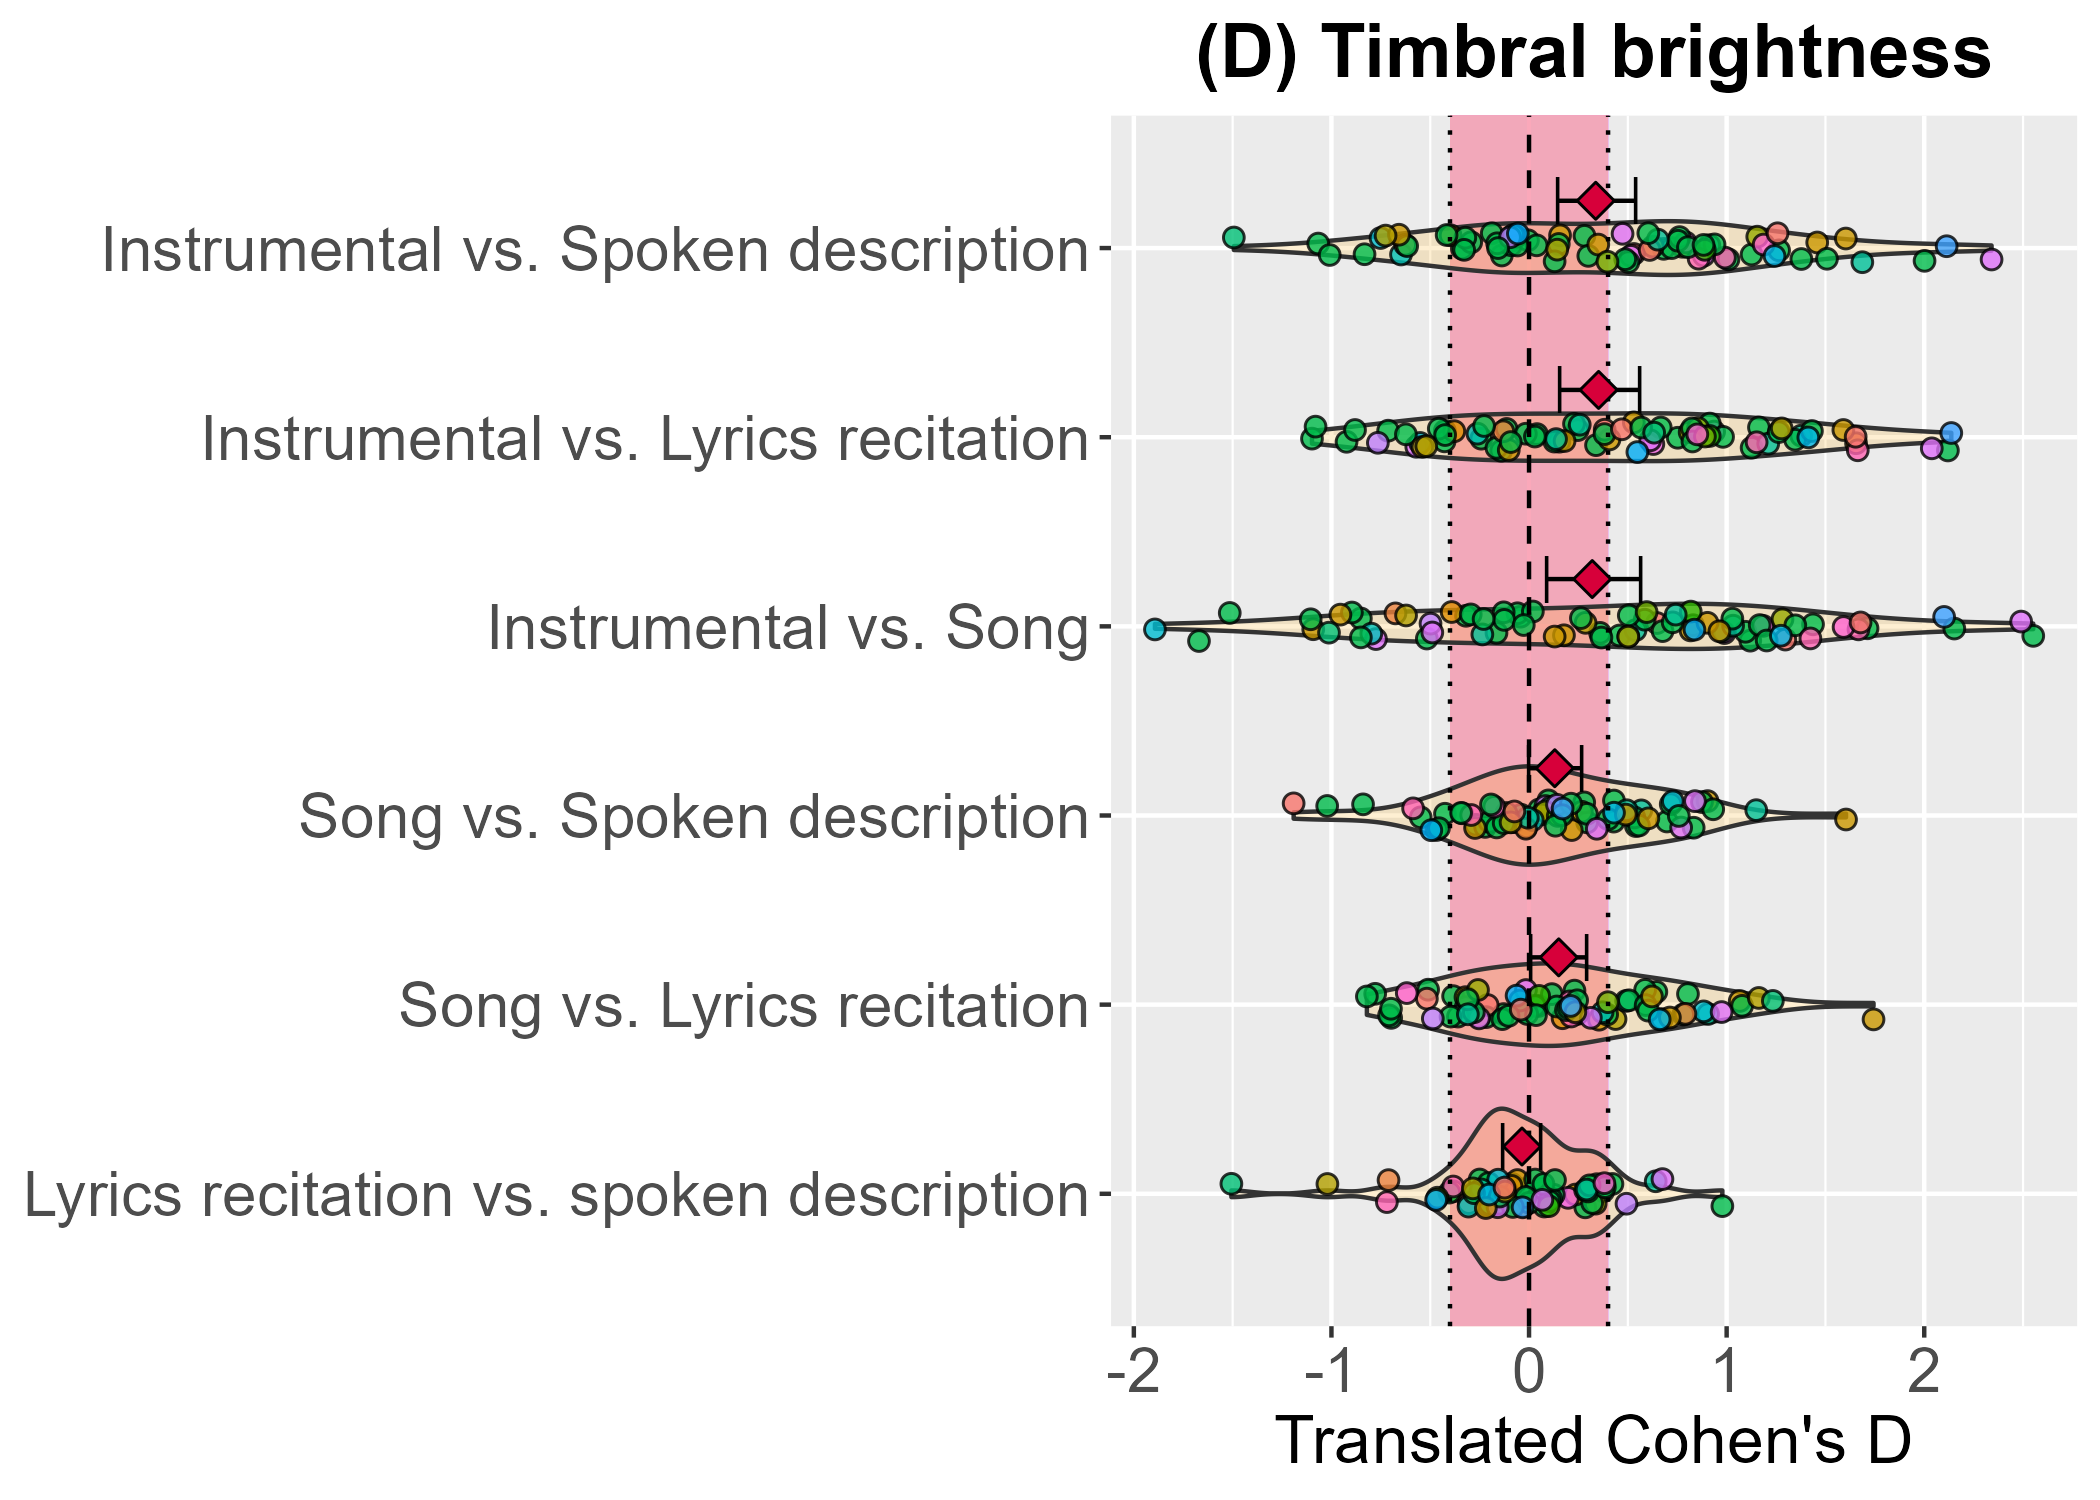 (D) Timbral brightness
Instrumental vs. Spoken description
Instrumental vs. Lyrics recitation
Instrumental vs. Song
Song vs. Spoken description
Song vs. Lyrics recitation
Lyrics recitation vs. spoken description
-2 -1 0 1 2
Translated Cohen's D